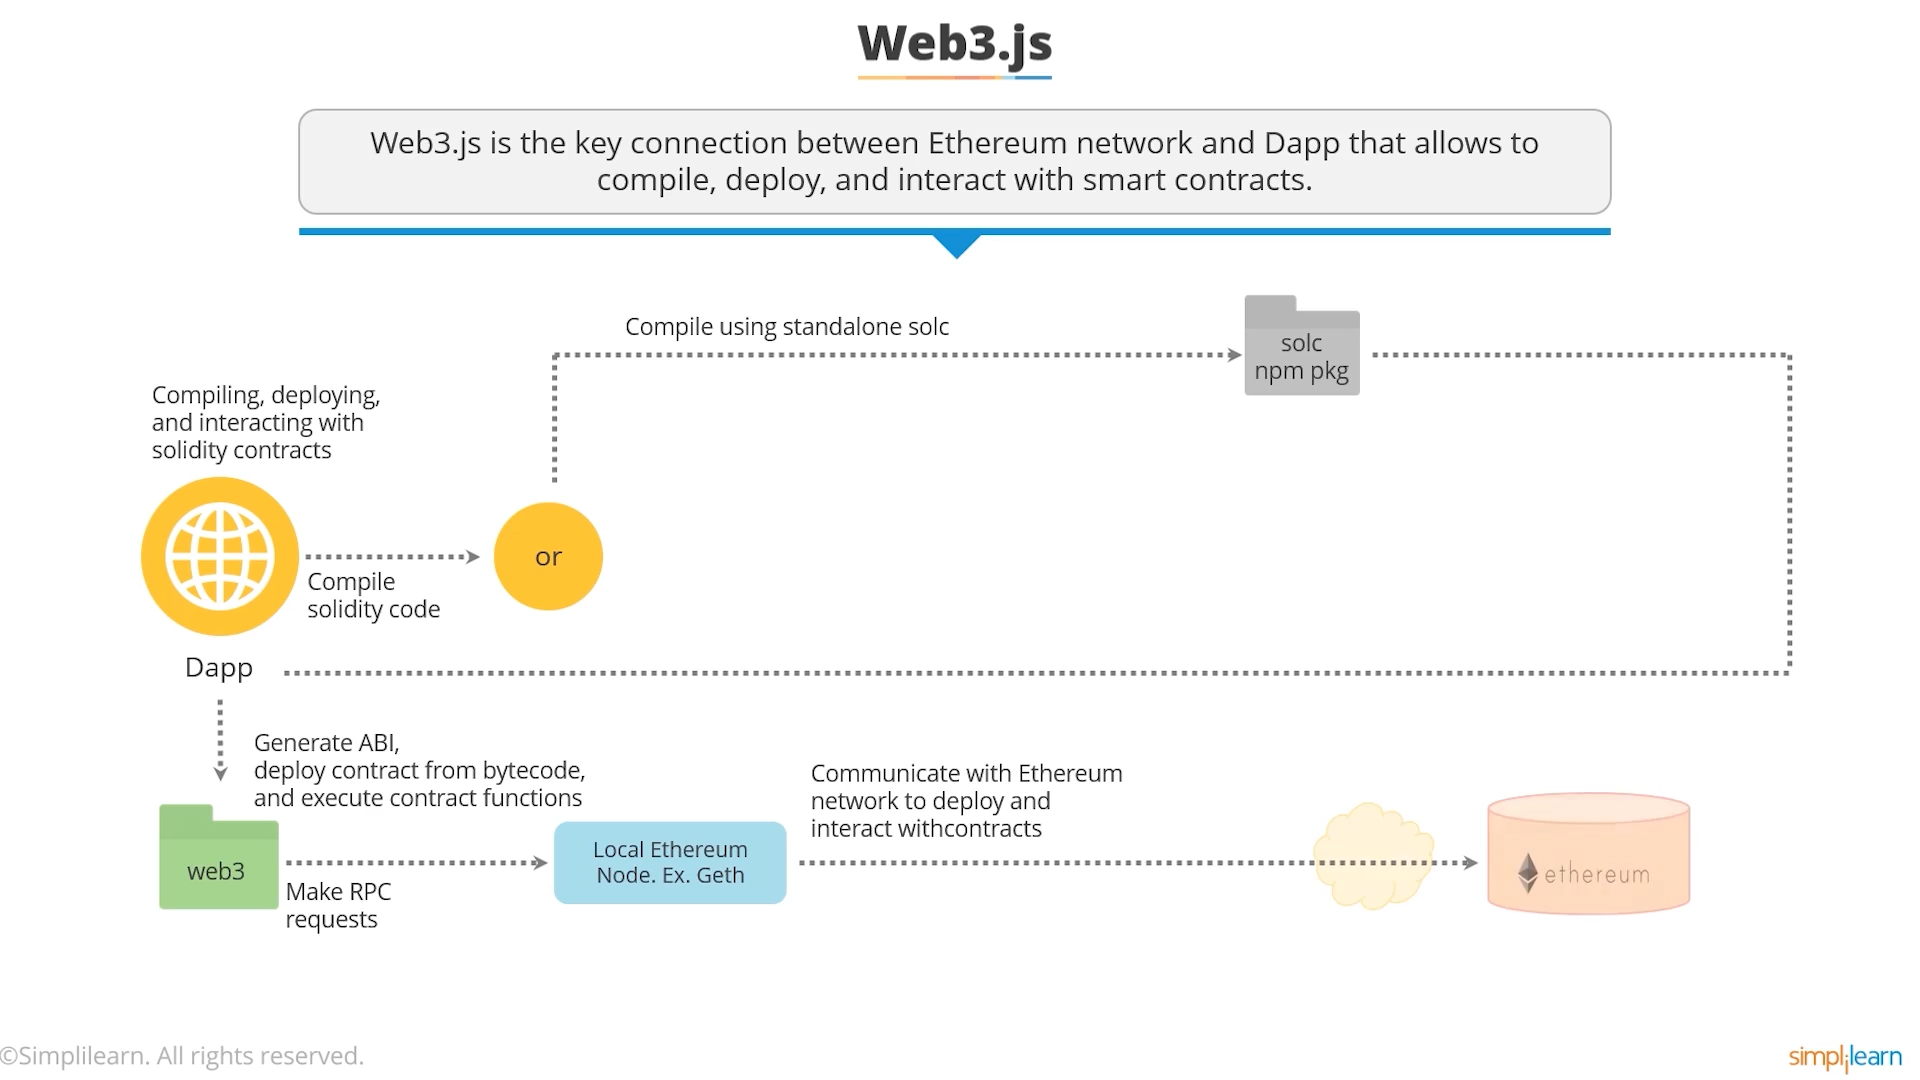 Web3.js
Web3.js is the key connection between Ethereum network and Dapp that allows to
compile, deploy, and interact with smart contracts.
Compile using standalone solc
solc
npm pkg
Compiling, deploying,
and interacting with
solidity contracts
or
Compile
solidity code
Dapp
Generate ABI,
deploy contract from bytecode,
and execute contract functions
Communicate with Ethereum
network to deploy and
interact withcontracts
web3
Local Ethereum
Node. Ex. Geth
ethereum
Make RPC
requests
©Simplilearn. All rights reserved.
simplilearn